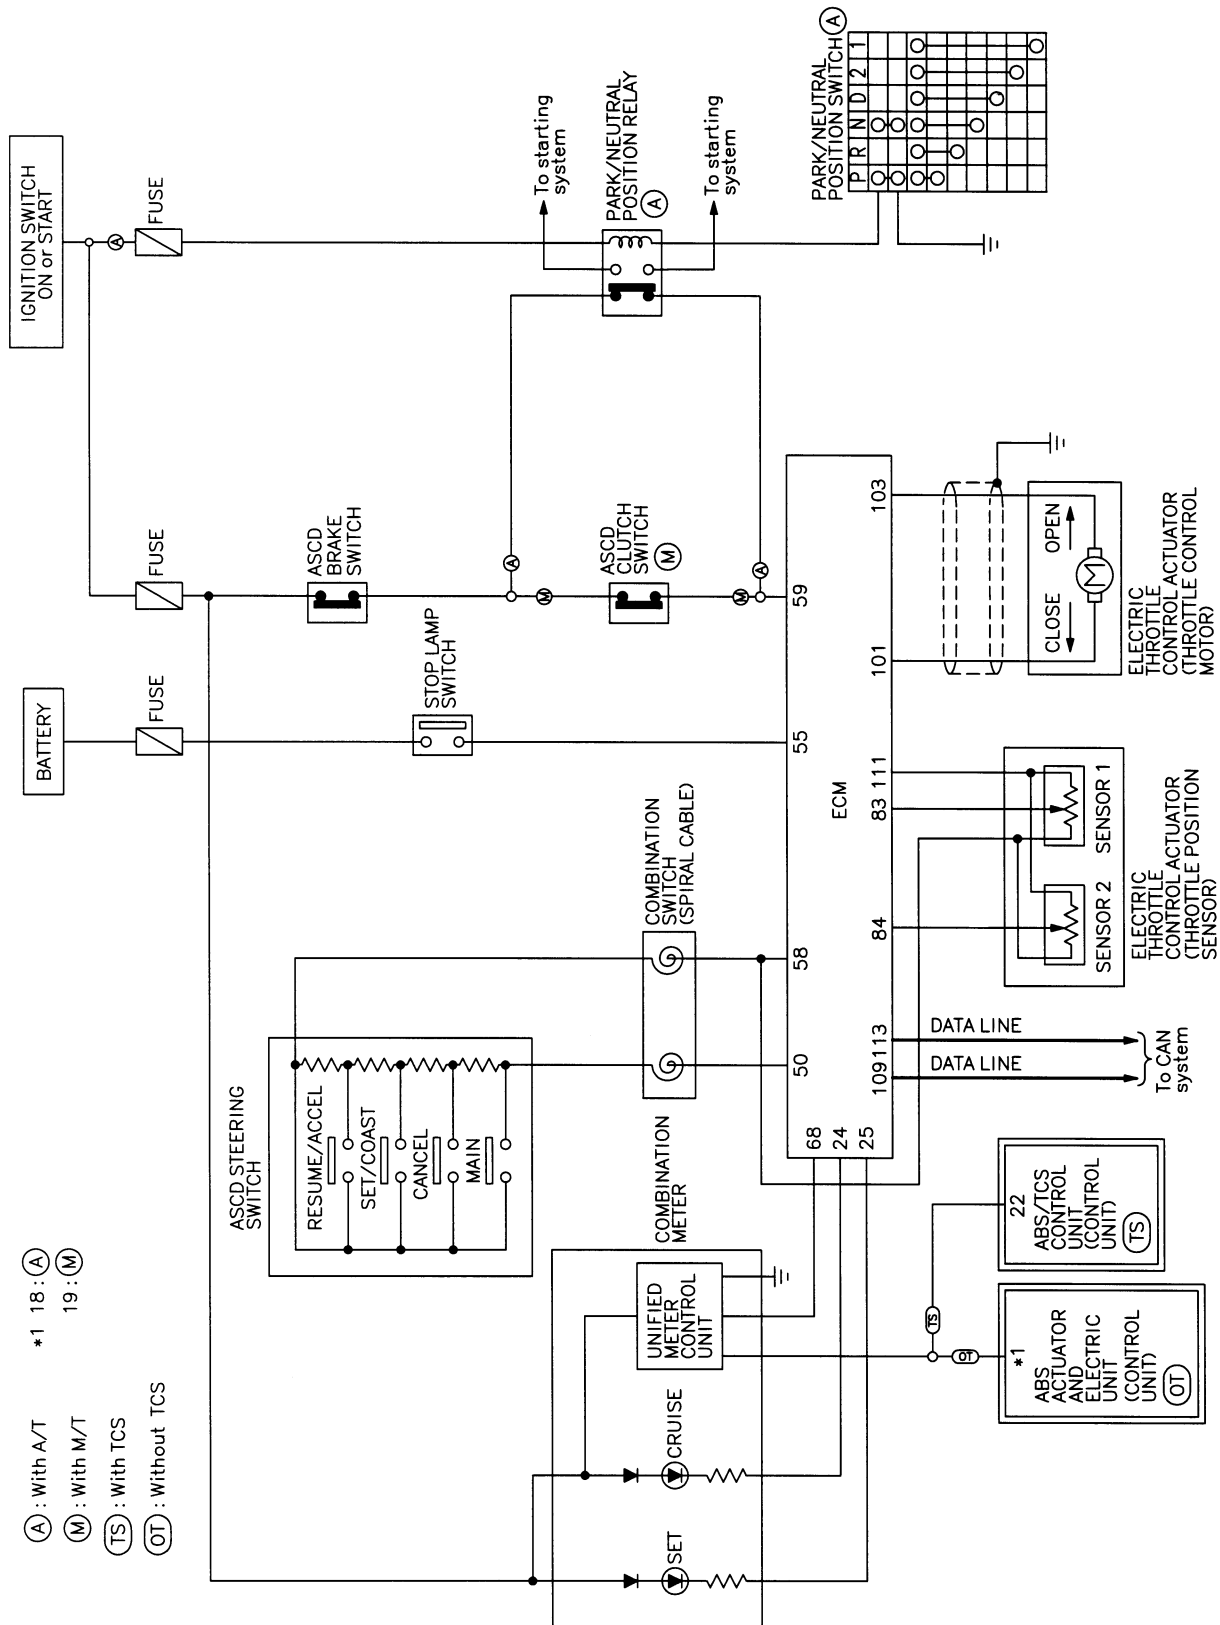 IGNITION SWITCH
ON or START
FUSE
A
BATTERY
FUSE
FUSE
ASCD
BRAKE
SWITCH
STOP LAMP
SWITCH
To starting
system
PARK/NEUTRAL
POSITION RELAY
A
To starting
system
PARK/NEUTRAL
POSITION SWITCH A
P R N D 2 1
A
M
ASCD
CLUTCH
SWITCH
M
M
A
ASCD STEERING
SWITCH
RESUME/ACCEL
SET/COAST
CANCEL
MAIN
COMBINATION
SWITCH
(SPIRAL CABLE)
COMBINATION
METER
UNIFIED
METER
CONTROL
UNIT
CRUISE
SET
ECM
50
58
55
59
68
24
25
109
113
84
83
111
101
103
DATA LINE
DATA LINE
To CAN
system
SENSOR 2
SENSOR 1
ELECTRIC
THROTTLE
CONTROL ACTUATOR
(THROTTLE POSITION
SENSOR)
CLOSE
OPEN
M
ELECTRIC
THROTTLE
CONTROL ACTUATOR
(THROTTLE CONTROL
MOTOR)
TS
OT
*1
ABS
ACTUATOR
AND
ELECTRIC
UNIT
(CONTROL
UNIT)
OT
22
ABS/TCS
CONTROL
UNIT
(CONTROL
UNIT)
TS
A : With A/T
M : With M/T
TS : With TCS
OT : Without TCS
*1 18 : A
19 : M